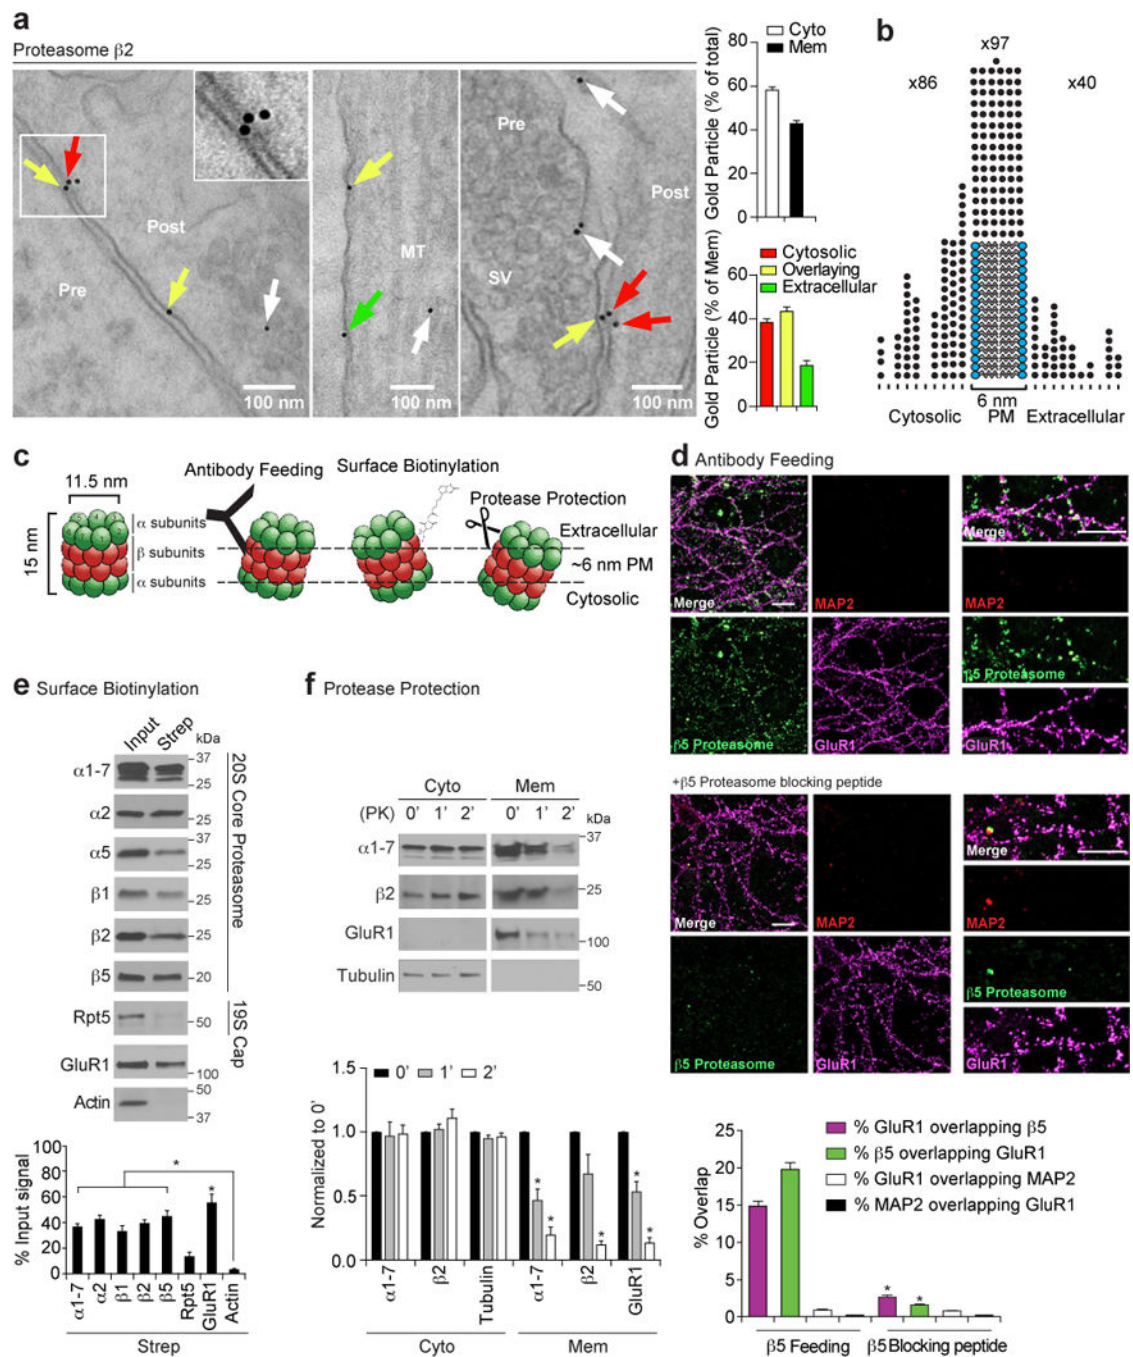 a
Proteasome β2
Pre
Post
100 nm
MT
100 nm
Pre
Post
SV
100 nm
Cyto
Mem
Gold Particle (% of total)
80
60
40
20
0
Cytosolic
Overlaying
Extracellular
Gold Particle (% of Mem)
60
40
20
0
b
x97
x86
x40
6 nm
Cytosolic
PM
Extracellular
c
11.5 nm
15 nm
α subunits
β subunits
α subunits
Antibody Feeding
Surface Biotinylation
Protease Protection
Extracellular
~6 nm PM
Cytosolic
d Antibody Feeding
Merge
MAP2
β5 Proteasome
GluR1
Merge
MAP2
β5 Proteasome
GluR1
+β5 Proteasome blocking peptide
Merge
MAP2
β5 Proteasome
GluR1
Merge
MAP2
β5 Proteasome
GluR1
% Overlap
25
20
15
10
5
0
% GluR1 overlapping β5
% β5 overlapping GluR1
% GluR1 overlapping MAP2
% MAP2 overlapping GluR1
* *
β5 Feeding
β5 Blocking peptide
e Surface Biotinylation
Input Strep kDa
α1-7 37 25
α2 25
α5 37 25
β1 25
β2 25
β5 20
Rpt5 50
GluR1 100
Actin 50 37
20S Core Proteasome
19S Cap
% Input signal
100
80
60
40
20
0
* *
α1-7 α2 β1 β2 β5 Rpt5 GluR1 Actin
Strep
f Protease Protection
Cyto Mem
(PK) 0' 1' 2' 0' 1' 2' kDa
α1-7 37
β2 25
GluR1 100
Tubulin 50
0' 1' 2'
Normalized to 0'
1.5
1.0
0.5
0.0
* * * * *
α1-7 β2 Tubulin α1-7 β2 GluR1
Cyto Mem